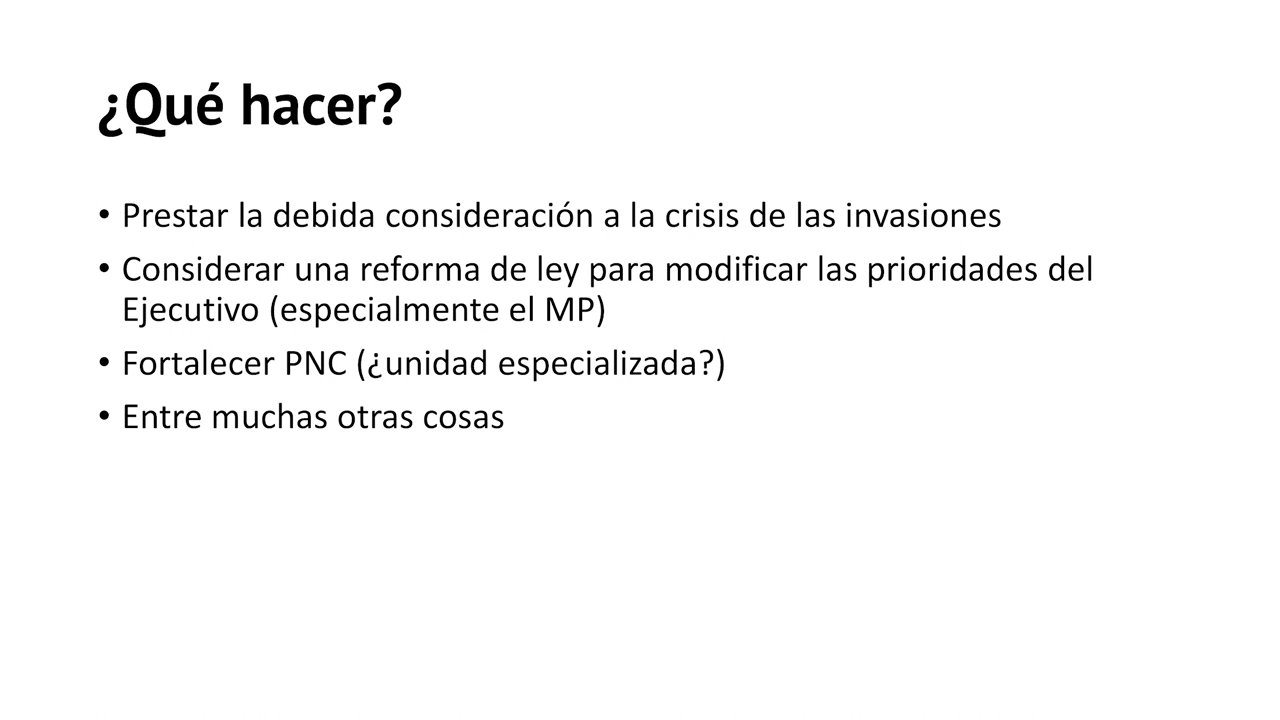 ¿Qué hacer?
• Prestar la debida consideración a la crisis de las invasiones
• Considerar una reforma de ley para modificar las prioridades del
Ejecutivo (especialmente el MP)
• Fortalecer PNC (¿unidad especializada?)
• Entre muchas otras cosas